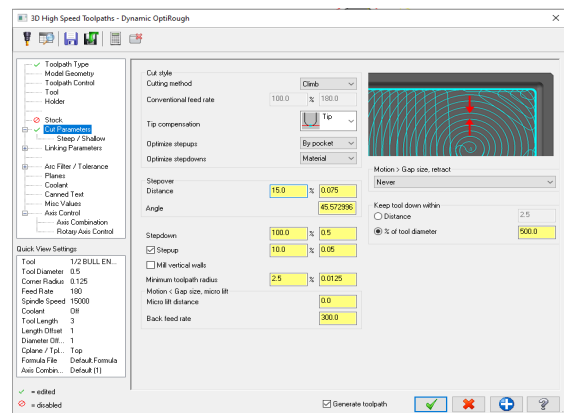 3D High Speed Toolpaths - Dynamic OptiRough
Toolpath Type
Model Geometry
Toolpath Control
Tool
Holder
Stock
Cut Parameters
Steep / Shallow
Linking Parameters
Arc Filter / Tolerance
Planes
Coolant
Canned Text
Misc Values
Axis Control
Axis Combination
Rotary Axis Control
Quick View Settings
Tool 1/2 BULL EN...
Tool Diameter 0.5
Corner Radius 0.125
Feed Rate 180
Spindle Speed 15000
Coolant Off
Tool Length 3
Length Offset 1
Diameter Off... 1
Cplane / Tpl... Top
Formula File Default.Formula
Axis Combin... Default (1)
= edited
= disabled
Cut style
Cutting method Climb
Conventional feed rate 100.0 % 180.0
Tip compensation Tip
Optimize stepups By pocket
Optimize stepdowns Material
Stepover
Distance 15.0 % 0.075
Angle 45.572996
Stepdown 100.0 % 0.5
Stepup 10.0 % 0.05
Mill vertical walls
Minimum toolpath radius 2.5 % 0.0125
Motion < Gap size, micro lift
Micro lift distance 0.0
Back feed rate 300.0
Motion > Gap size, retract
Never
Keep tool down within
Distance 2.5
% of tool diameter 500.0
Generate toolpath